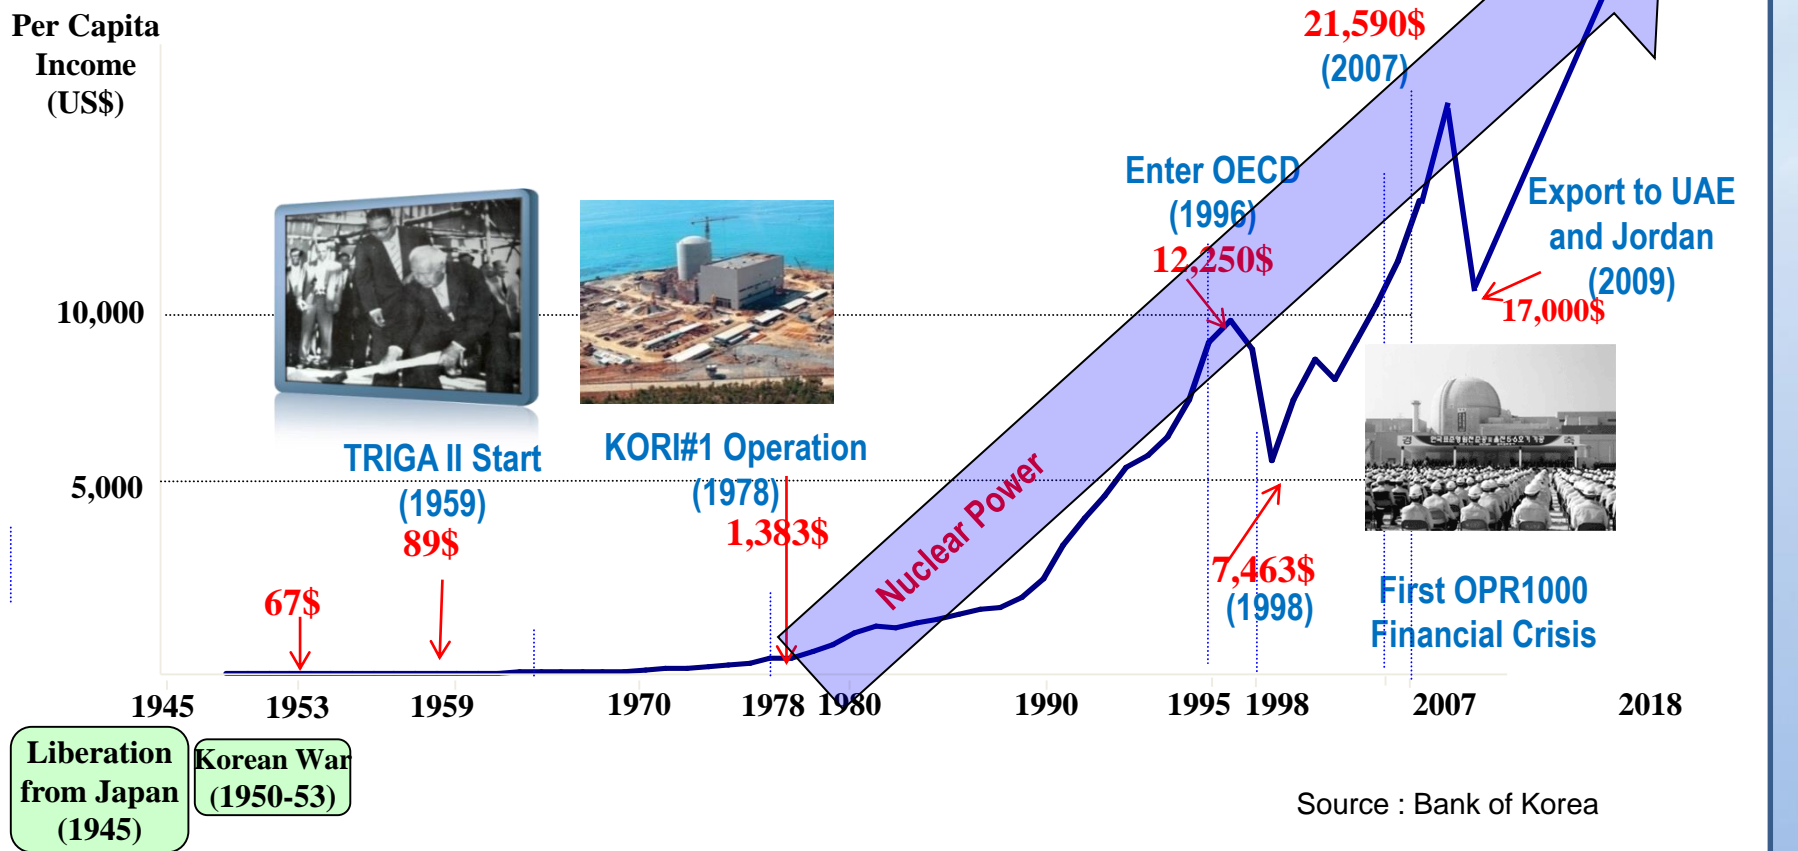 Per Capita
Income
(US$)
21,590$
(2007)
Enter OECD
(1996)
12,250$
Export to UAE
and Jordan
(2009)
17,000$
10,000
5,000
TRIGA II Start
(1959)
89$
KORI#1 Operation
(1978)
1,383$
67$
Nuclear Power
7,463$
(1998)
First OPR1000
Financial Crisis
1945
1953
1959
1970
1978
1980
1990
1995
1998
2007
2018
Liberation
from Japan
(1945)
Korean War
(1950-53)
Source : Bank of Korea